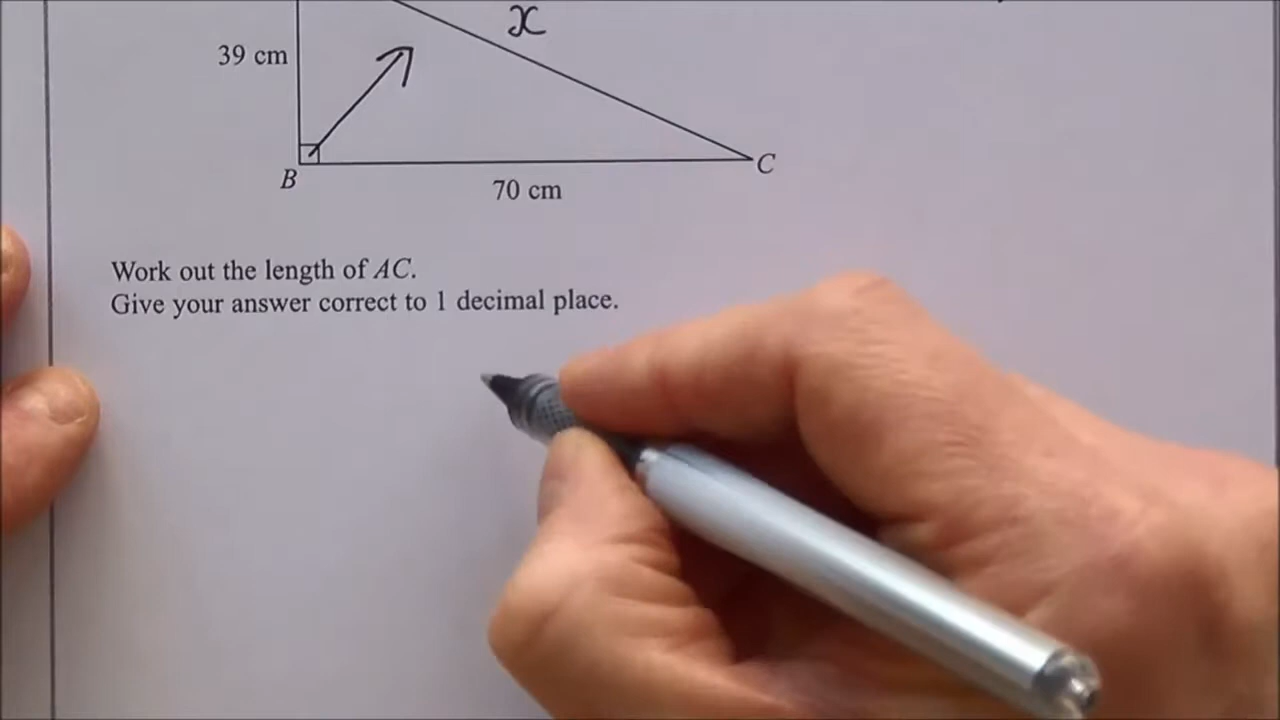 x
39 cm
B
C
70 cm
Work out the length of AC.
Give your answer correct to 1 decimal place.